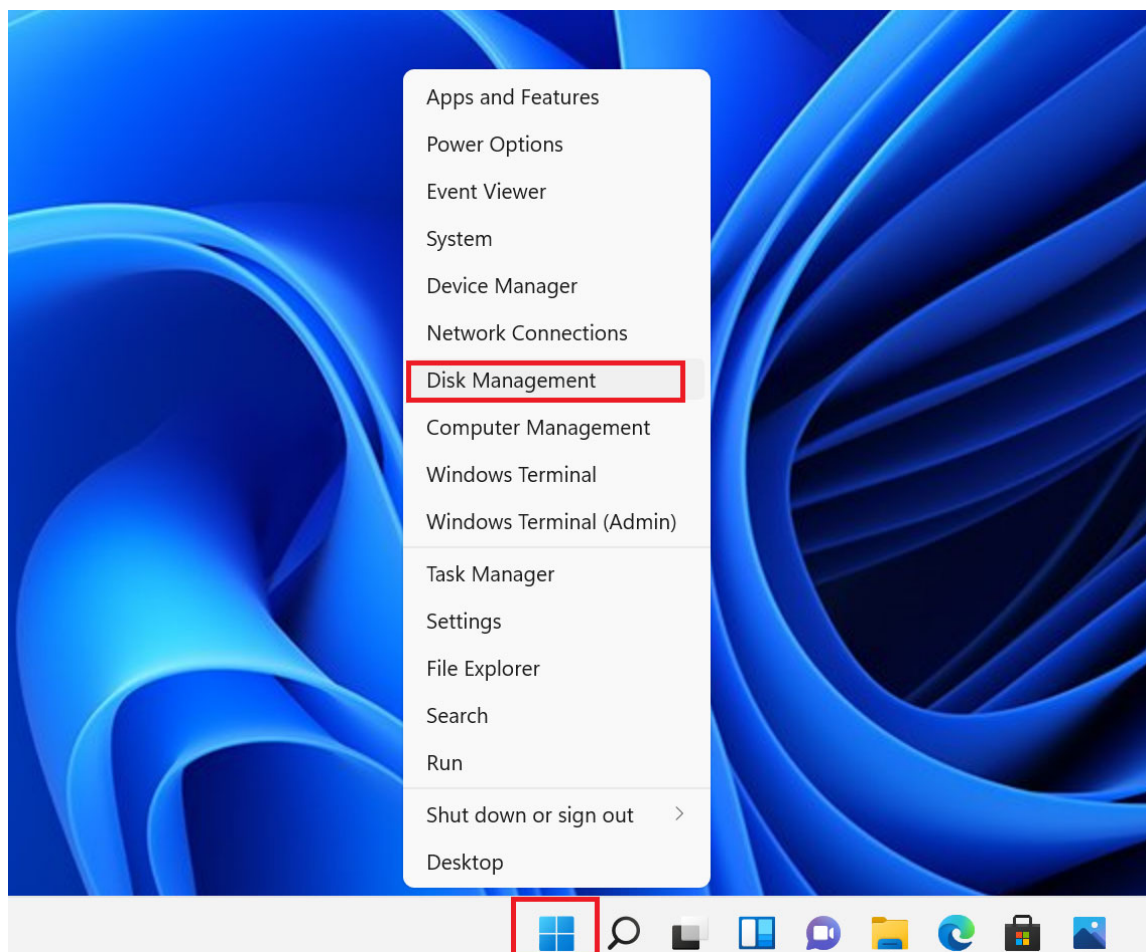 Apps and Features
Power Options
Event Viewer
System
Device Manager
Network Connections
Disk Management
Computer Management
Windows Terminal
Windows Terminal (Admin)
Task Manager
Settings
File Explorer
Search
Run
Shut down or sign out
Desktop